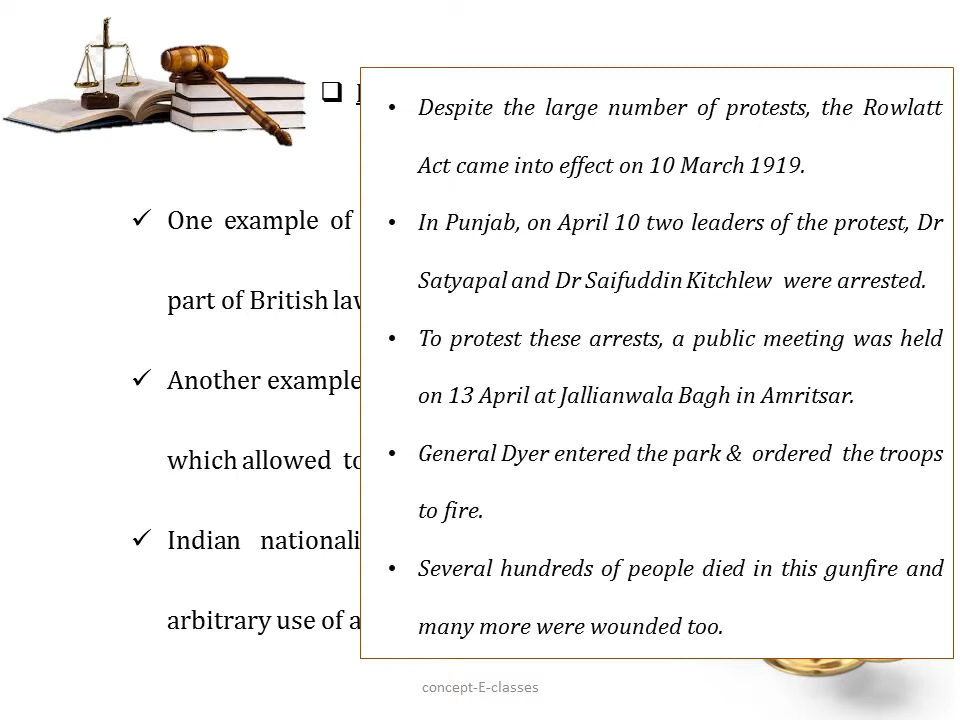 • Despite the large number of protests, the Rowlatt
Act came into effect on 10 March 1919.
• In Punjab, on April 10 two leaders of the protest, Dr
Satyapal and Dr Saifuddin Kitchlew were arrested.
• To protest these arrests, a public meeting was held
on 13 April at Jallianwala Bagh in Amritsar.
• General Dyer entered the park & ordered the troops
to fire.
• Several hundreds of people died in this gunfire and
many more were wounded too.
✓ One example of
part of British
✓ Another example
which allowed
✓ Indian
arbitrary use of
concept-E-classes